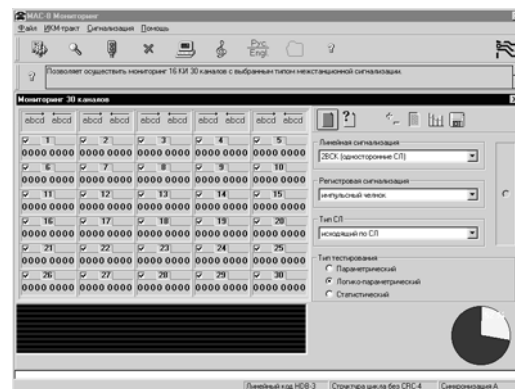 МАС-8 Мониторинг
Файл ИКМ-тракт Сигнализация Помощь
Рус.
Engl.
Позволяет осуществить мониторинг 16 КИ 30 каналов с выбранным типом межстанционной сигнализации.
Мониторинг 30 каналов
abcd abcd abcd abcd abcd abcd abcd abcd abcd abcd
1 2 3 4 5
0000 0000 0000 0000 0000 0000 0000 0000 0000 0000
6 7 8 9 10
0000 0000 0000 0000 0000 0000 0000 0000 0000 0000
11 12 13 14 15
0000 0000 0000 0000 0000 0000 0000 0000 0000 0000
16 17 18 19 20
0000 0000 0000 0000 0000 0000 0000 0000 0000 0000
21 22 23 24 25
0000 0000 0000 0000 0000 0000 0000 0000 0000 0000
26 27 28 29 30
0000 0000 0000 0000 0000 0000 0000 0000 0000 0000
Линейная сигнализация
2ВСК (односторонние СЛ)
Регистровая сигнализация
импульсный челнок
Тип СЛ
исходящий по СЛ
Тип тестирования
Параметрический
Логико-параметрический
Статистический
Линейный код HDB-3 Структура цикла без CRC-4 Синхронизация А